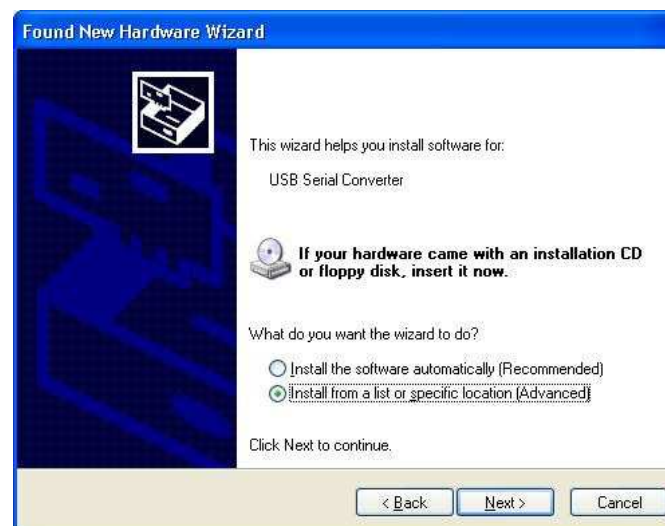 Found New Hardware Wizard
This wizard helps you install software for:
USB Serial Converter
If your hardware came with an installation CD
or floppy disk, insert it now.
What do you want the wizard to do?
Install the software automatically (Recommended)
Install from a list or specific location (Advanced)
Click Next to continue.
< Back Next > Cancel